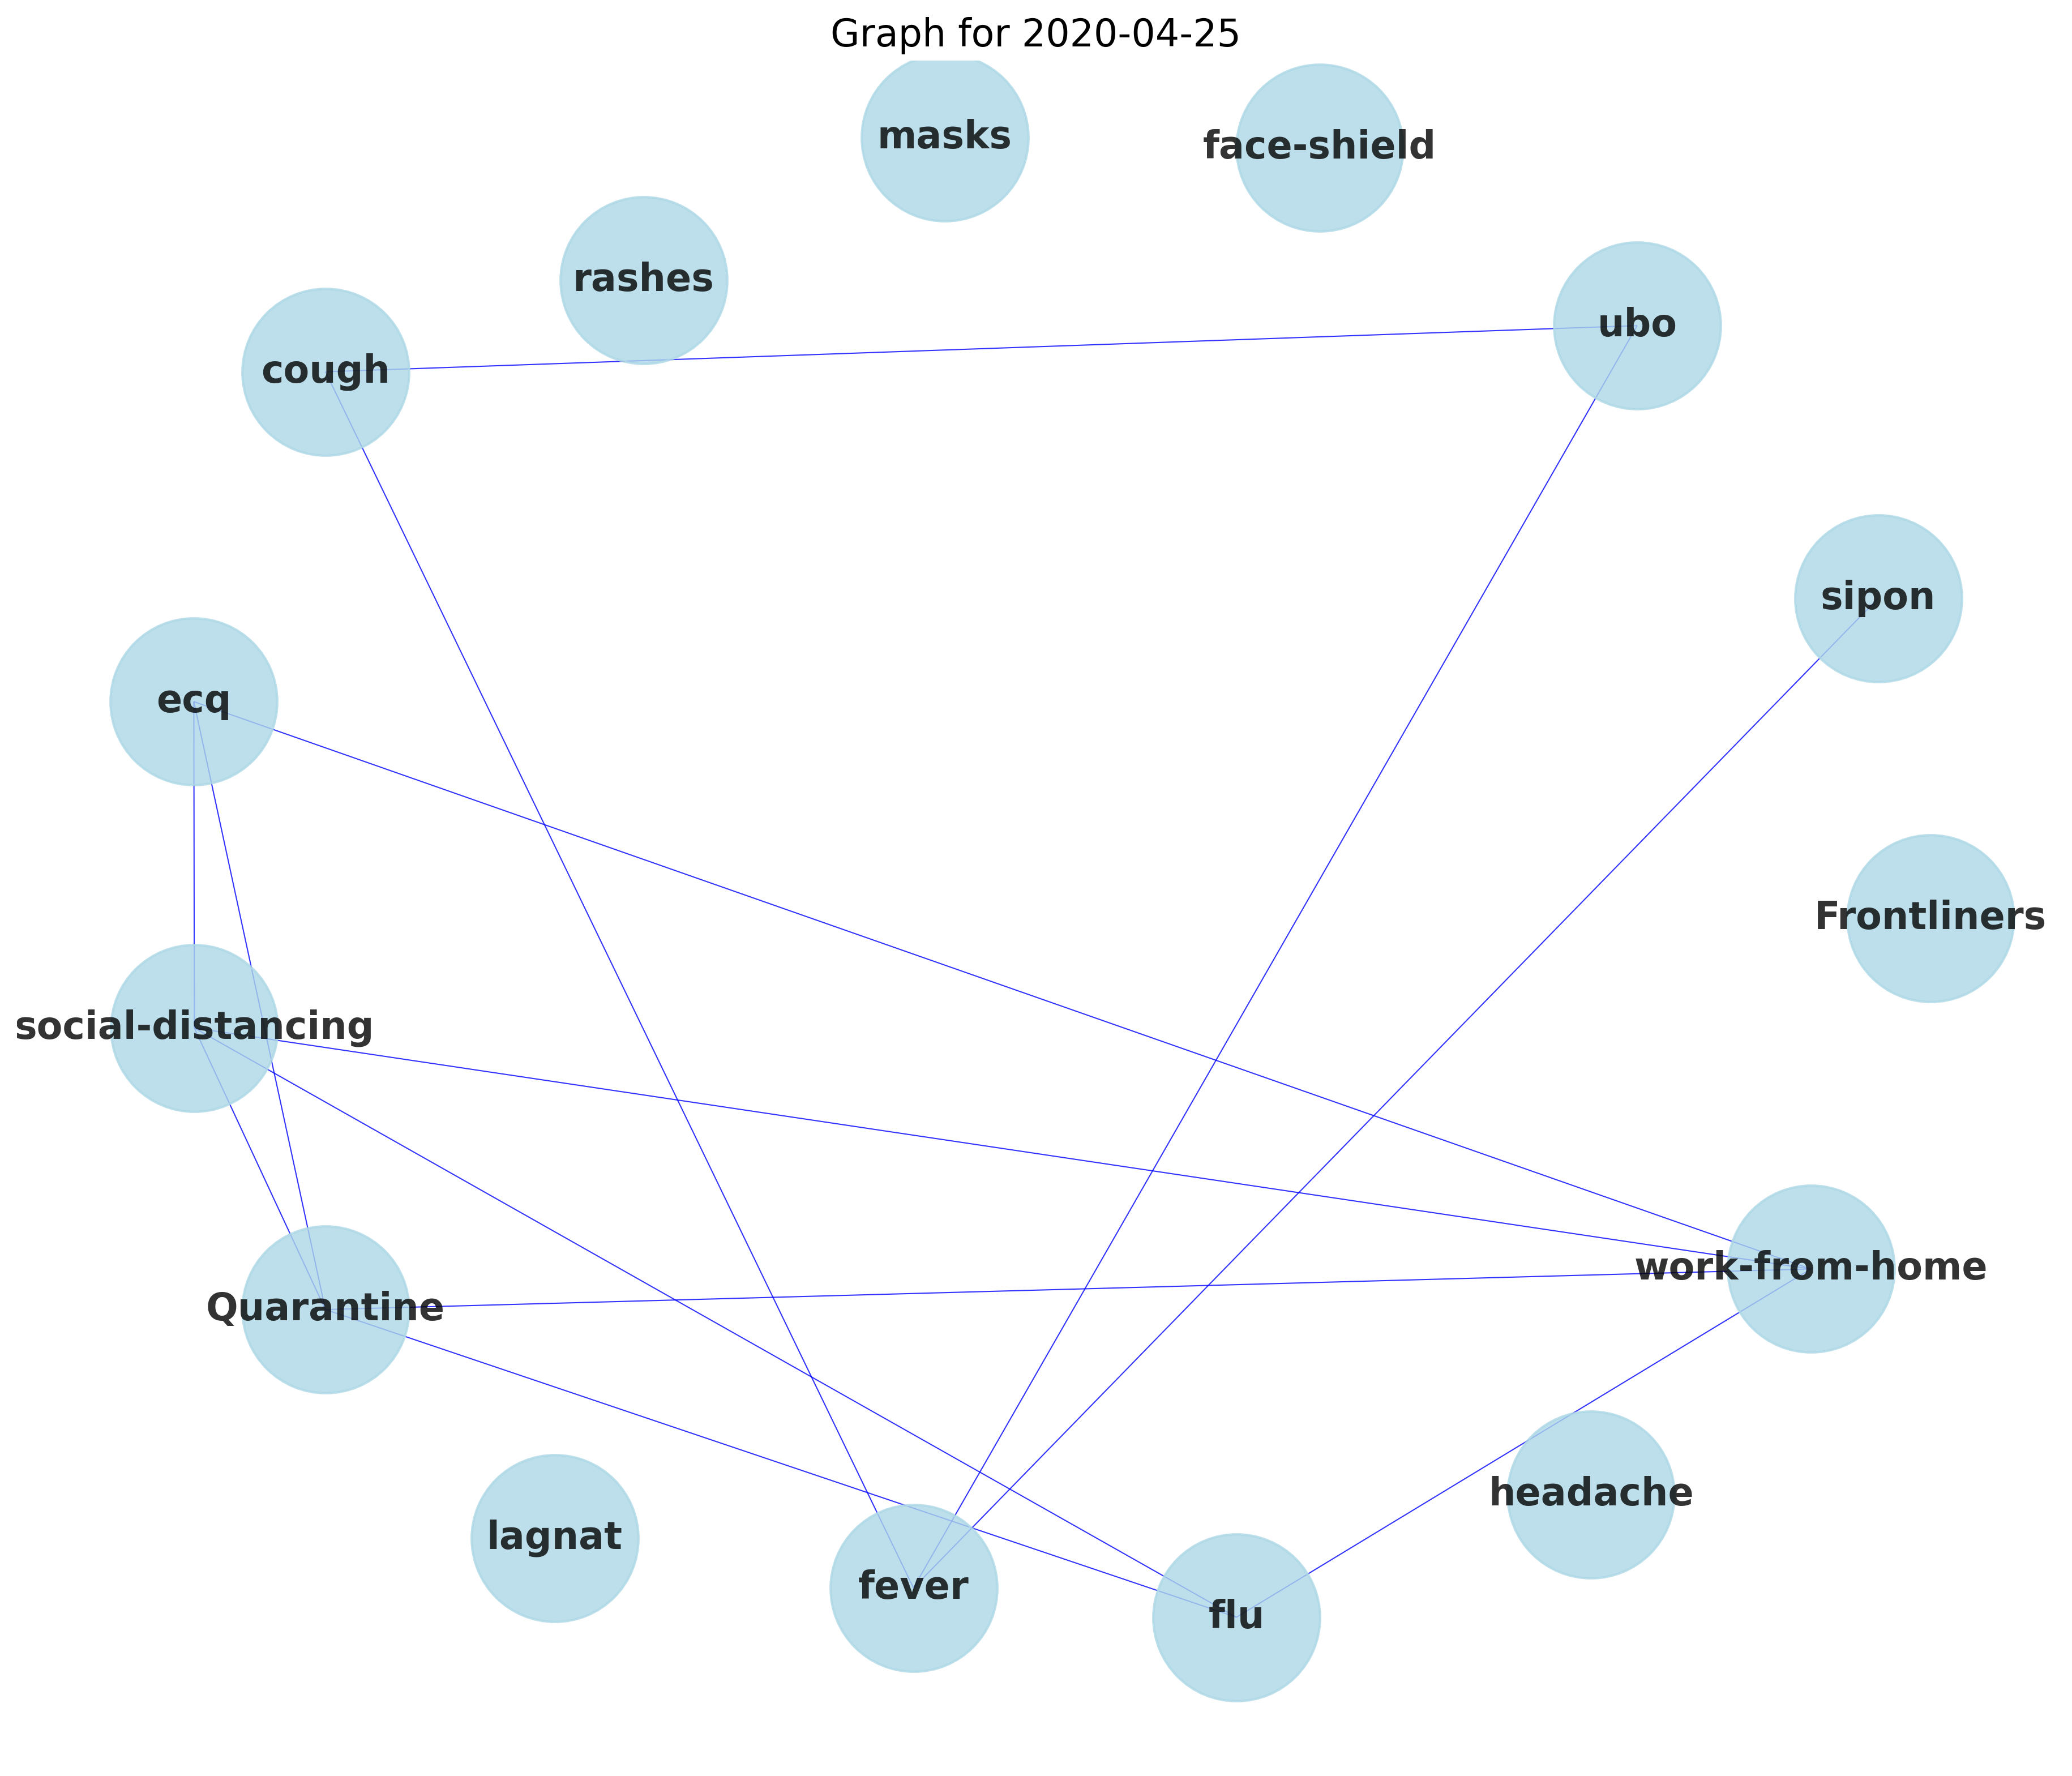 Graph for 2020-04-25
masks
face-shield
rashes
ubo
cough
sipon
ecq
Frontliners
social-distancing
work-from-home
Quarantine
headache
lagnat
fever
flu